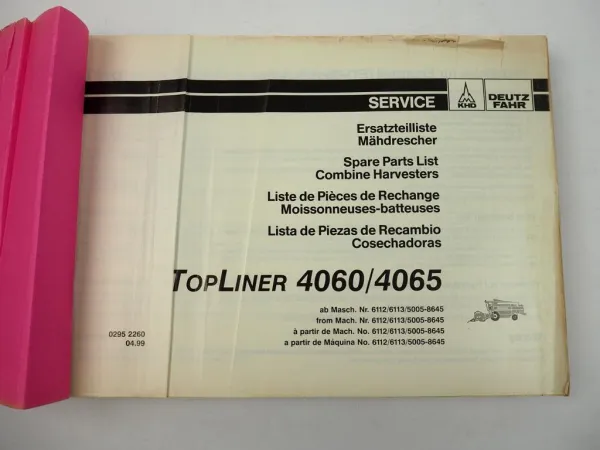 SERVICE
KHD
DEUTZ
FAHR
Ersatzteilliste
Mähdrescher
Spare Parts List
Combine Harvesters
Liste de Pièces de Rechange
Moissonneuses-batteuses
Lista de Piezas de Recambio
Cosechadoras
TOPLINER 4060/4065
ab Masch. Nr. 6112/6113/5005-8645
from Mach. Nr. 6112/6113/5005-8645
à partir de Mach. No. 6112/6113/5005-8645
a partir de Máquina No. 6112/6113/5005-8645
0295 2260
04.99